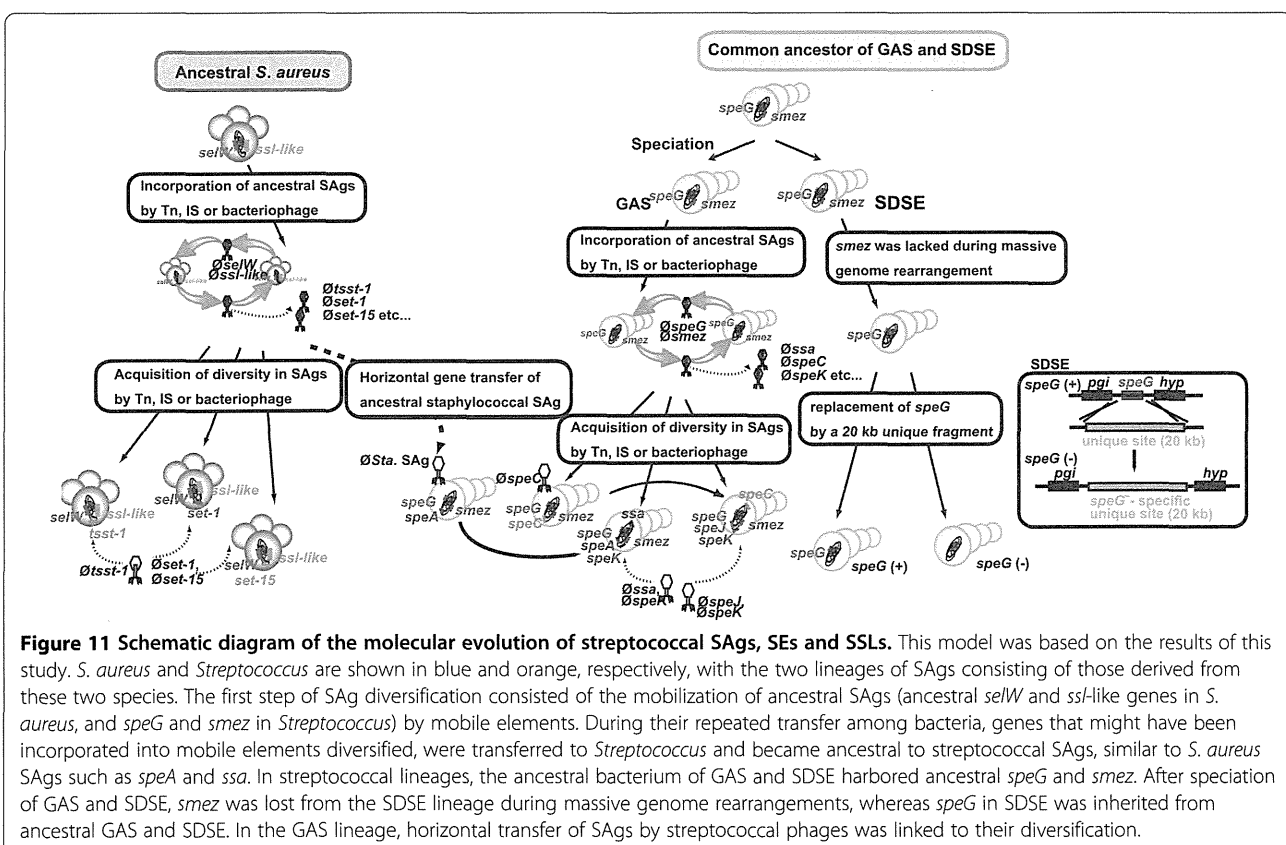 Ancestral S. aureus
Common ancestor of GAS and SDSE
selW
ssl-like
speG
smez
Speciation
Incorporation of ancestral SAgs
by Tn, IS or bacteriophage
GAS
speG
smez
speG
smez
SDSE
Incorporation of ancestral SAgs
by Tn, IS or bacteriophage
smez was lacked during massive
genome rearrangement
ØselW
Øssl-like
Øtsst-1
Øset-1
Øset-15 etc...
speG
smez
ØspeG
Øsmez
speG
smez
Øssa
ØspeC
ØspeK etc...
speG
Acquisition of diversity in SAgs
by Tn, IS or bacteriophage
Horizontal gene transfer of
ancestral staphylococcal SAg
Acquisition of diversity in SAgs
by Tn, IS or bacteriophage
replacement of speG
by a 20 kb unique fragment
SDSE
speG (+)
pgi
speG
hyp
unique site (20 kb)
speG (-)
pgi
hyp
speG⁻- specific
unique site (20 kb)
ØSta. SAg
speG
speA
smez
ØspeC
speG
speC
smez
ssa
speG
speA
speK
smez
speC
speG
speJ
speK
smez
speG
speG (+)
speG (-)
Øssa,
ØspeK
ØspeJ,
ØspeK
selW
ssl-like
tsst-1
selW
ssl-like
set-1
selW
ssl-like
set-15
Øtsst-1
Øset-1,
Øset-15
Figure 11 Schematic diagram of the molecular evolution of streptococcal SAgs, SEs and SSLs. This model was based on the results of this
study. S. aureus and Streptococcus are shown in blue and orange, respectively, with the two lineages of SAgs consisting of those derived from
these two species. The first step of SAg diversification consisted of the mobilization of ancestral SAgs (ancestral selW and ssl-like genes in S.
aureus, and speG and smez in Streptococcus) by mobile elements. During their repeated transfer among bacteria, genes that might have been
incorporated into mobile elements diversified, were transferred to Streptococcus and became ancestral to streptococcal SAgs, similar to S. aureus
SAgs such as speA and ssa. In streptococcal lineages, the ancestral bacterium of GAS and SDSE harbored ancestral speG and smez. After speciation
of GAS and SDSE, smez was lost from the SDSE lineage during massive genome rearrangements, whereas speG in SDSE was inherited from
ancestral GAS and SDSE. In the GAS lineage, horizontal transfer of SAgs by streptococcal phages was linked to their diversification.